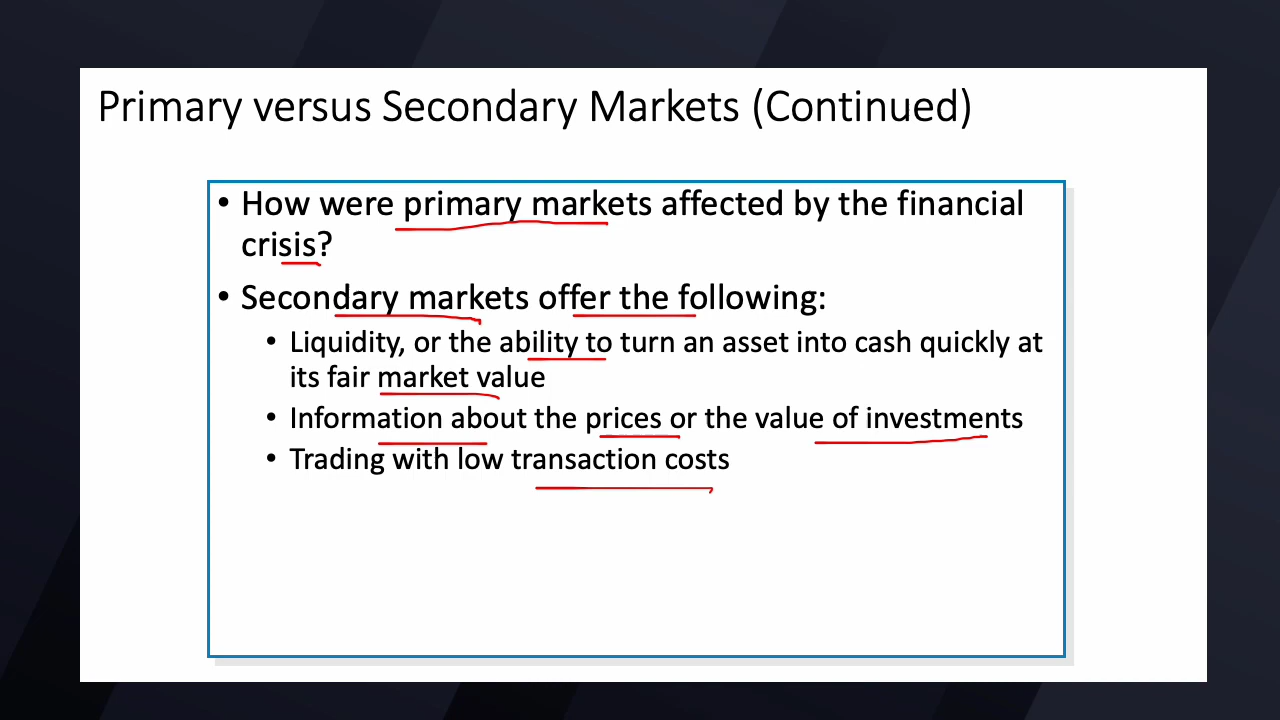 Primary versus Secondary Markets (Continued)
• How were primary markets affected by the financial
crisis?
• Secondary markets offer the following:
• Liquidity, or the ability to turn an asset into cash quickly at
its fair market value
• Information about the prices or the value of investments
• Trading with low transaction costs